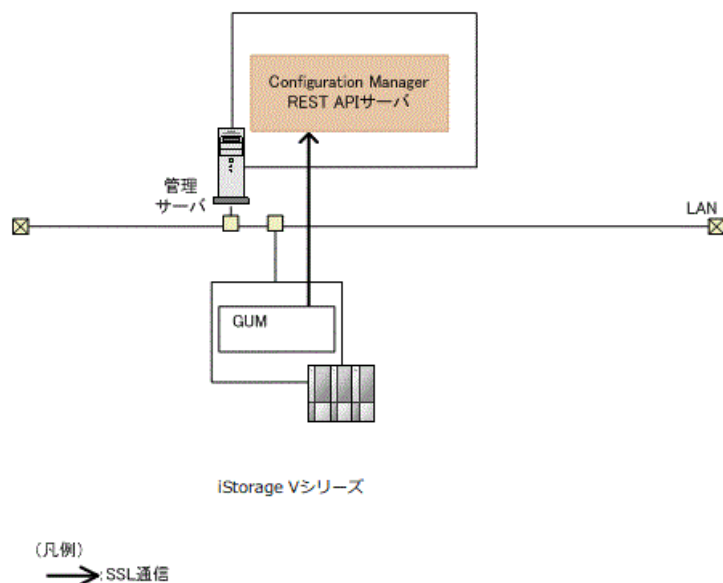 Configuration Manager
REST APIサーバ
管理
サーバ
LAN
GUM
iStorage Vシリーズ
(凡例)
:SSL通信